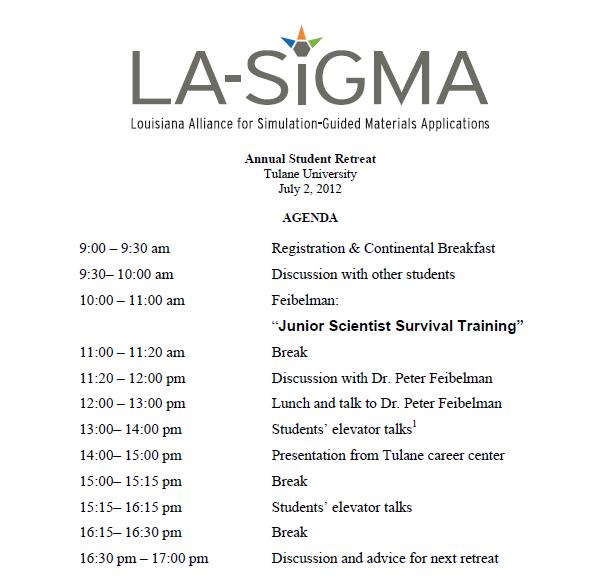 LA-SiGMA
Louisiana Alliance for Simulation-Guided Materials Applications
Annual Student Retreat
Tulane University
July 2, 2012
AGENDA
9:00 – 9:30 am Registration & Continental Breakfast
9:30– 10:00 am Discussion with other students
10:00 – 11:00 am Feibelman:
“Junior Scientist Survival Training”
11:00 – 11:20 am Break
11:20 – 12:00 pm Discussion with Dr. Peter Feibelman
12:00 – 13:00 pm Lunch and talk to Dr. Peter Feibelman
13:00– 14:00 pm Students’ elevator talks1
14:00– 15:00 pm Presentation from Tulane career center
15:00– 15:15 pm Break
15:15– 16:15 pm Students’ elevator talks
16:15– 16:30 pm Break
16:30 pm – 17:00 pm Discussion and advice for next retreat